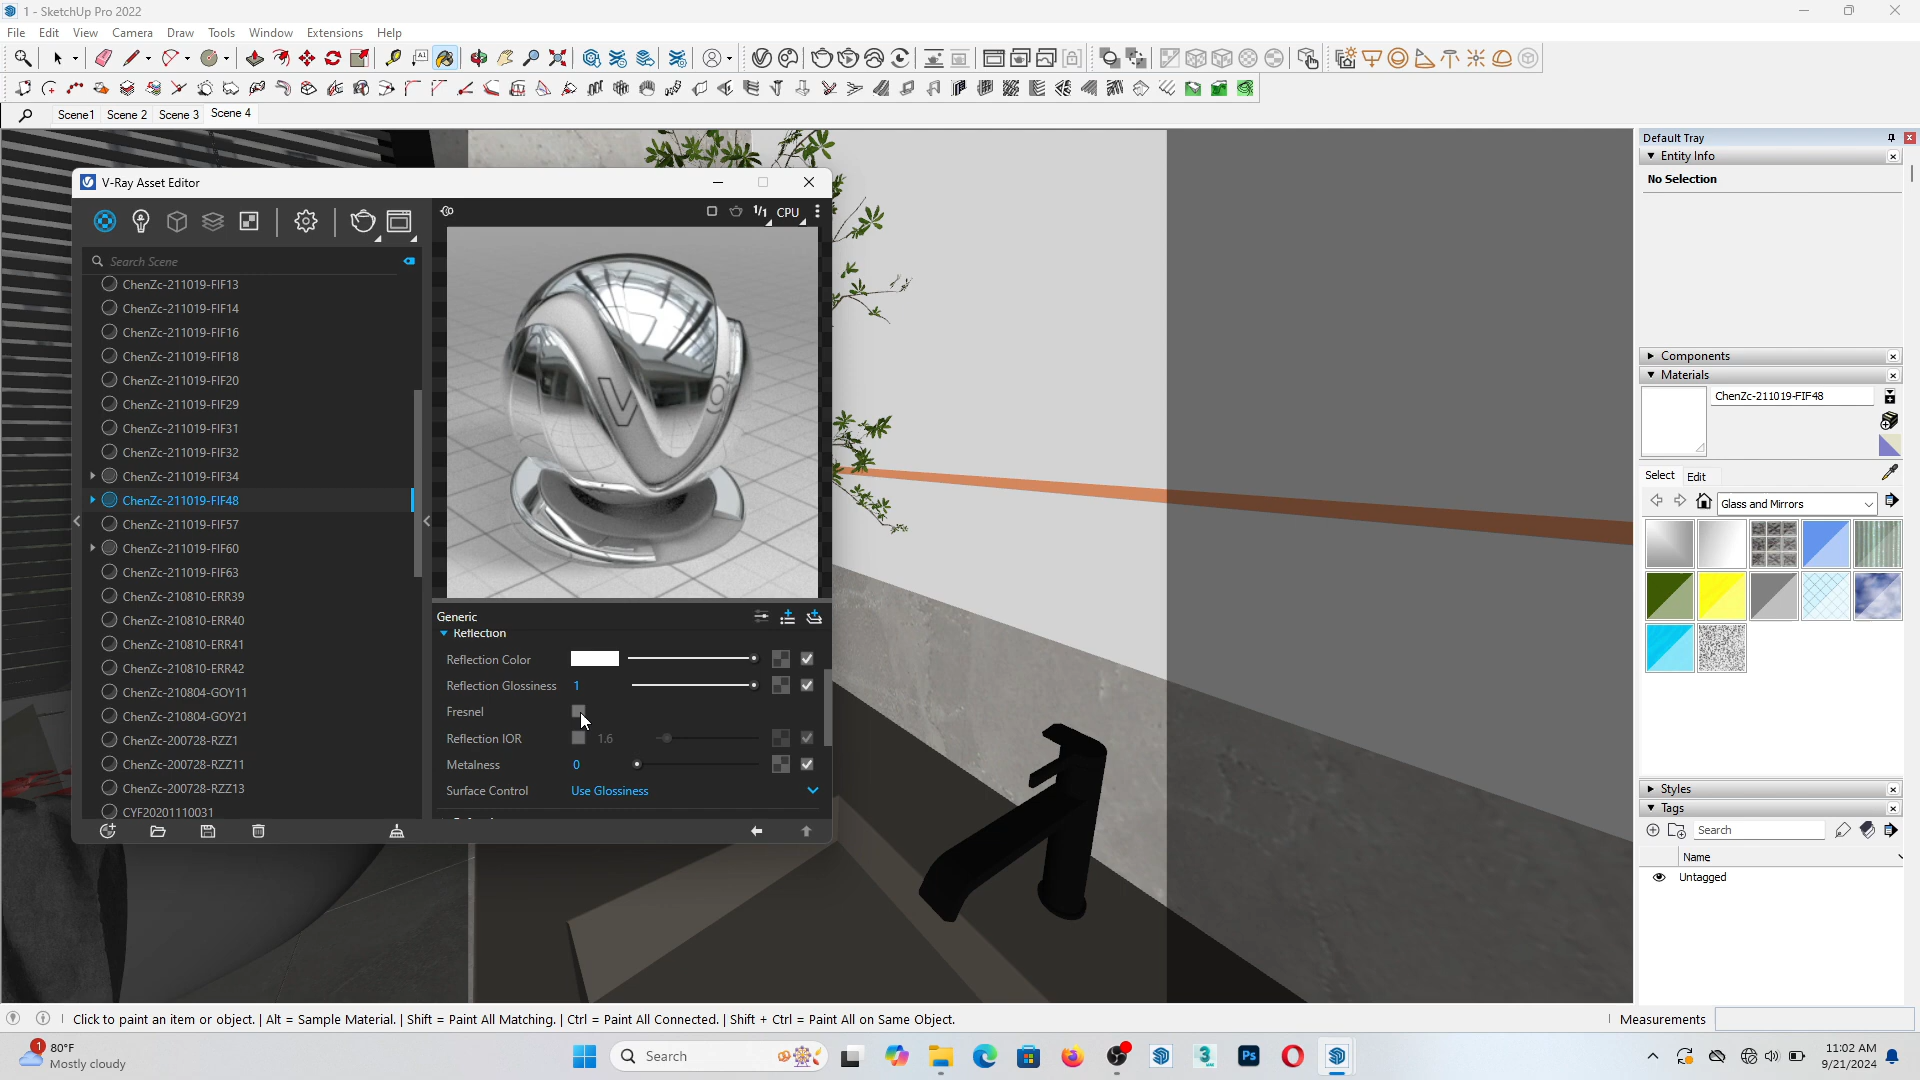 1 - SketchUp Pro 2022
File Edit View Camera Draw Tools Window Extensions Help
Scene1 Scene 2 Scene 3 Scene 4
Default Tray
Entity Info
No Selection
Components
Materials
ChenZc-211019-FIF48
Select Edit
Glass and Mirrors
Styles
Tags
Search
Name
Untagged
V-Ray Asset Editor
1/1 CPU
Search Scene
ChenZc-211019-FIF13
ChenZc-211019-FIF14
ChenZc-211019-FIF16
ChenZc-211019-FIF18
ChenZc-211019-FIF20
ChenZc-211019-FIF29
ChenZc-211019-FIF31
ChenZc-211019-FIF32
ChenZc-211019-FIF34
ChenZc-211019-FIF48
ChenZc-211019-FIF57
ChenZc-211019-FIF60
ChenZc-211019-FIF63
ChenZc-210810-ERR39
ChenZc-210810-ERR40
ChenZc-210810-ERR41
ChenZc-210810-ERR42
ChenZc-210804-GOY11
ChenZc-210804-GOY21
ChenZc-200728-RZZ1
ChenZc-200728-RZZ11
ChenZc-200728-RZZ13
CYF20201110031
Generic
Reflection
Reflection Color
Reflection Glossiness 1
Fresnel
Reflection IOR 1.6
Metalness 0
Surface Control Use Glossiness
Click to paint an item or object. | Alt = Sample Material. | Shift = Paint All Matching. | Ctrl = Paint All Connected. | Shift + Ctrl = Paint All on Same Object.
Measurements
1
80°F
Mostly cloudy
Search
3
Ps
11:02 AM
9/21/2024